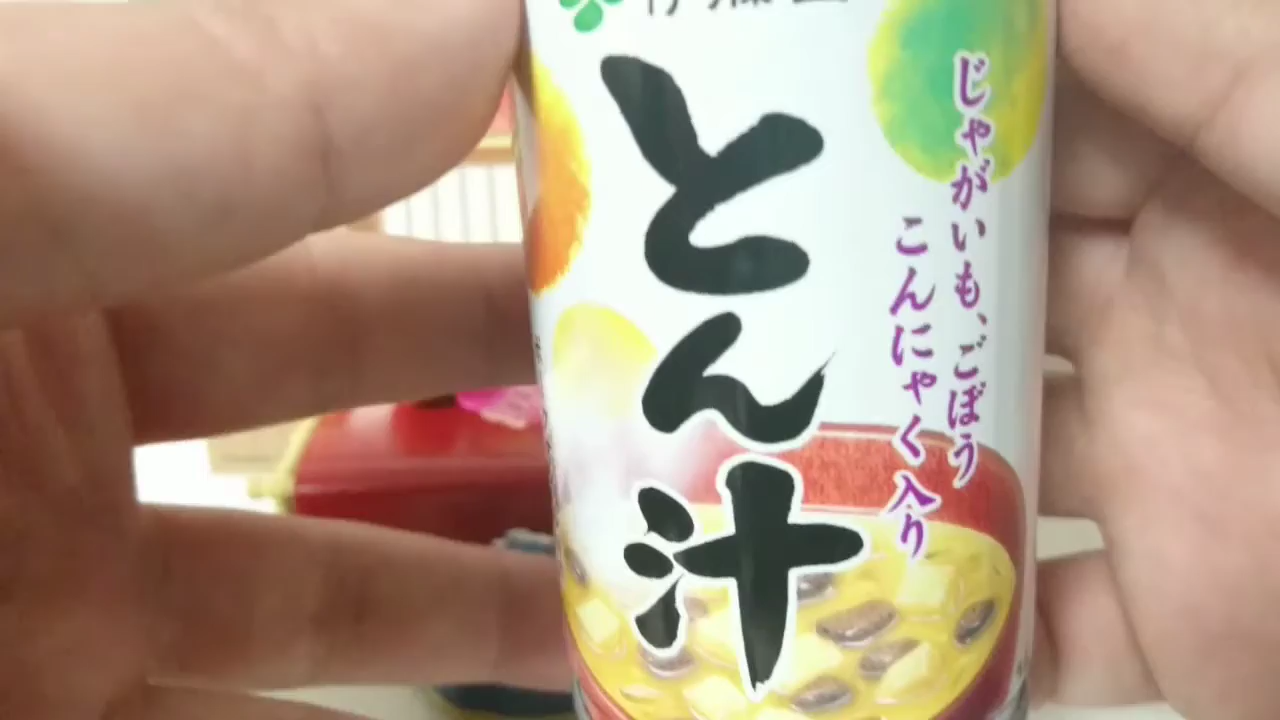 とん汁
じゃがいも、ごぼう
こんにゃく入り